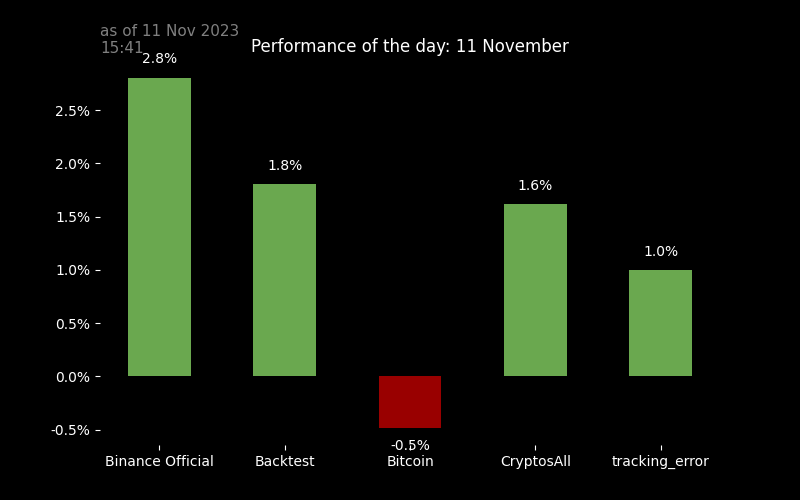 as of 11 Nov 2023
15:41
Performance of the day: 11 November
2.8%
1.8%
-0.5%
1.6%
1.0%
2.5%
2.0%
1.5%
1.0%
0.5%
0.0%
-0.5%
Binance Official
Backtest
Bitcoin
CryptosAll
tracking_error